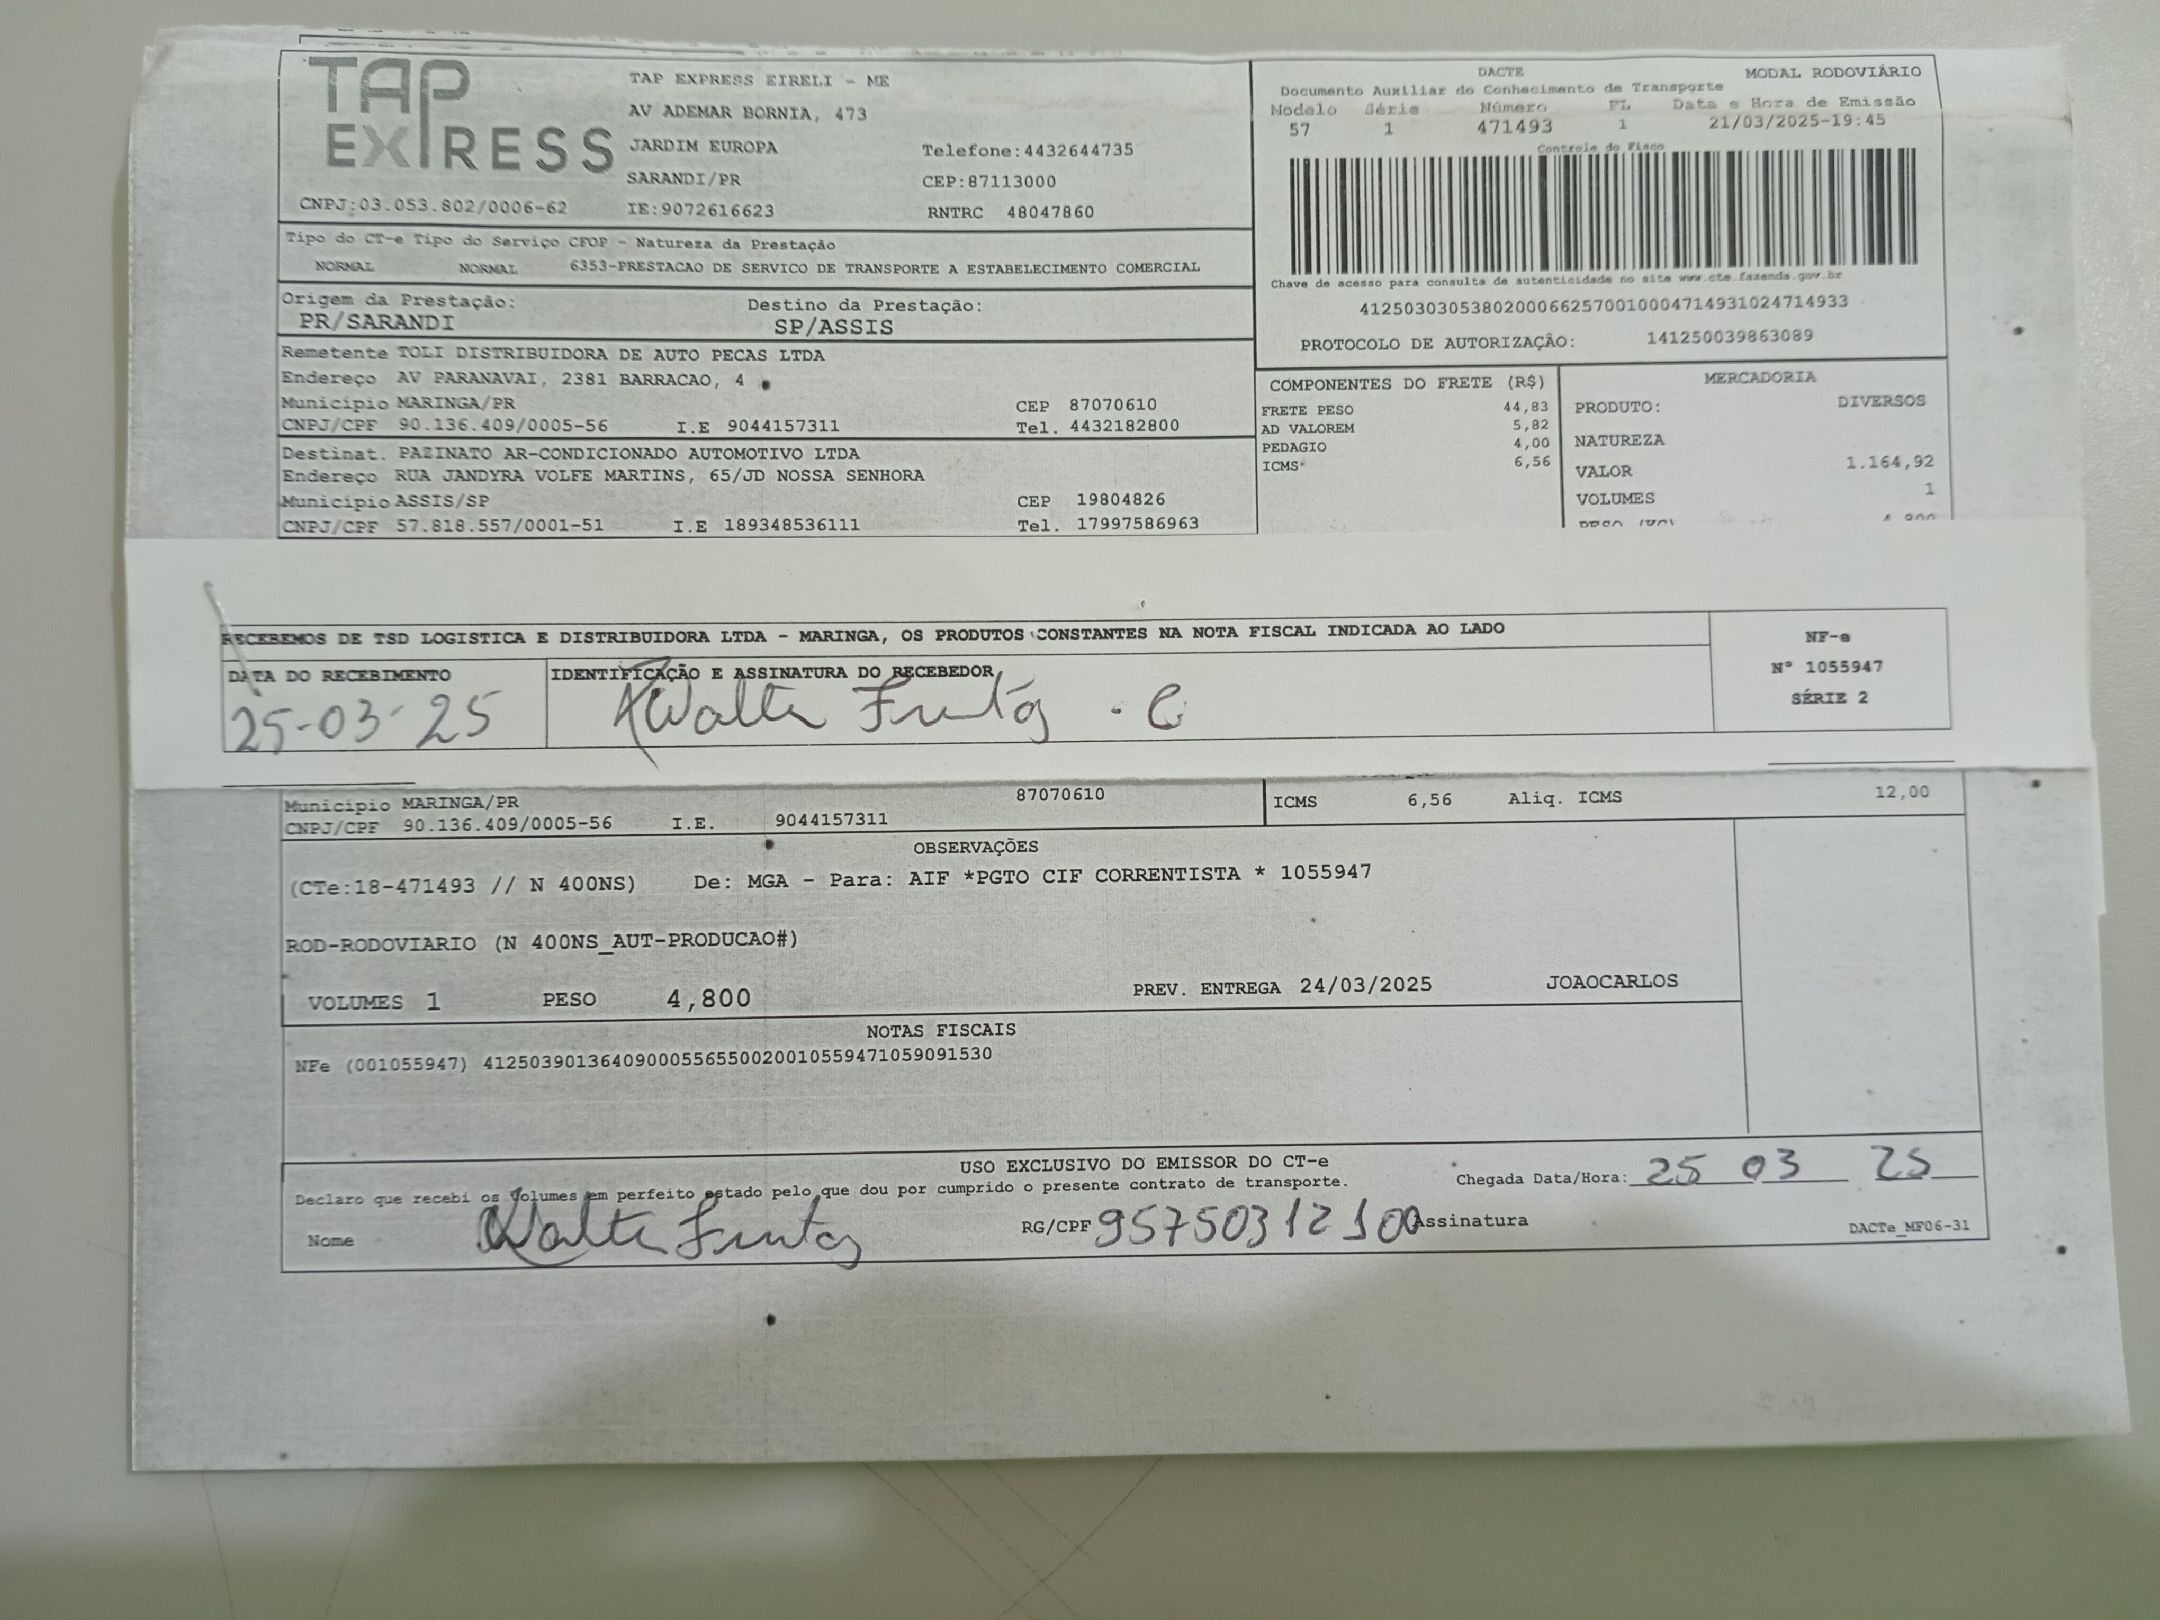 TAP
EXPRESS
TAP EXPRESS EIRELI - ME
AV ADEMAR BORNIA, 473
JARDIM EUROPA
Telefone:4432644735
SARANDI/PR
CEP:87113000
CNPJ:03.053.802/0006-62
IE:9072616623
RNTRC 48047860
DACTE
MODAL RODOVIÁRIO
Documento Auxiliar do Conhecimento de Transporte
Modelo Série Número FL Data e Hora de Emissão
57 1 471493 1 21/03/2025-19:45
Controle do Fisco
Chave de acesso para consulta de autenticidade no site www.cte.fazenda.gov.br
41250303053802000662570010004714931024714933
PROTOCOLO DE AUTORIZAÇÃO: 141250039863089
Tipo do CT-e Tipo do Serviço CFOP - Natureza da Prestação
NORMAL NORMAL 6353-PRESTACAO DE SERVICO DE TRANSPORTE A ESTABELECIMENTO COMERCIAL
Origem da Prestação: Destino da Prestação:
PR/SARANDI SP/ASSIS
Remetente TOLI DISTRIBUIDORA DE AUTO PECAS LTDA
Endereço AV PARANAVAI, 2381 BARRACAO, 4
Município MARINGA/PR CEP 87070610
CNPJ/CPF 90.136.409/0005-56 I.E 9044157311 Tel. 4432182800
Destinat. PAZINATO AR-CONDICIONADO AUTOMOTIVO LTDA
Endereço RUA JANDYRA VOLFE MARTINS, 65/JD NOSSA SENHORA
Município ASSIS/SP CEP 19804826
CNPJ/CPF 57.818.557/0001-51 I.E 189348536111 Tel. 17997586963
COMPONENTES DO FRETE (R$)
FRETE PESO 44,83
AD VALOREM 5,82
PEDAGIO 4,00
ICMS 6,56
MERCADORIA
PRODUTO: DIVERSOS
NATUREZA
VALOR 1.164,92
VOLUMES 1
RECEBEMOS DE TSD LOGISTICA E DISTRIBUIDORA LTDA - MARINGA, OS PRODUTOS CONSTANTES NA NOTA FISCAL INDICADA AO LADO
DATA DO RECEBIMENTO
25-03-25
IDENTIFICAÇÃO E ASSINATURA DO RECEBEDOR
Walter Freitas . C
NF-e
Nº 1055947
SÉRIE 2
Município MARINGA/PR 87070610
CNPJ/CPF 90.136.409/0005-56 I.E. 9044157311
ICMS 6,56 Aliq. ICMS 12,00
OBSERVAÇÕES
(CTe:18-471493 // N 400NS) De: MGA - Para: AIF *PGTO CIF CORRENTISTA * 1055947
ROD-RODOVIARIO (N 400NS_AUT-PRODUCAO#)
VOLUMES 1 PESO 4,800 PREV. ENTREGA 24/03/2025 JOAOCARLOS
NOTAS FISCAIS
NFe (001055947) 41250390136409000556550020010559471059091530
USO EXCLUSIVO DO EMISSOR DO CT-e
Declaro que recebi os volumes em perfeito estado pelo que dou por cumprido o presente contrato de transporte.
Chegada Data/Hora: 25 03 25
Nome Walter Freitas RG/CPF 95750312100 Assinatura
DACTe_MF06-31